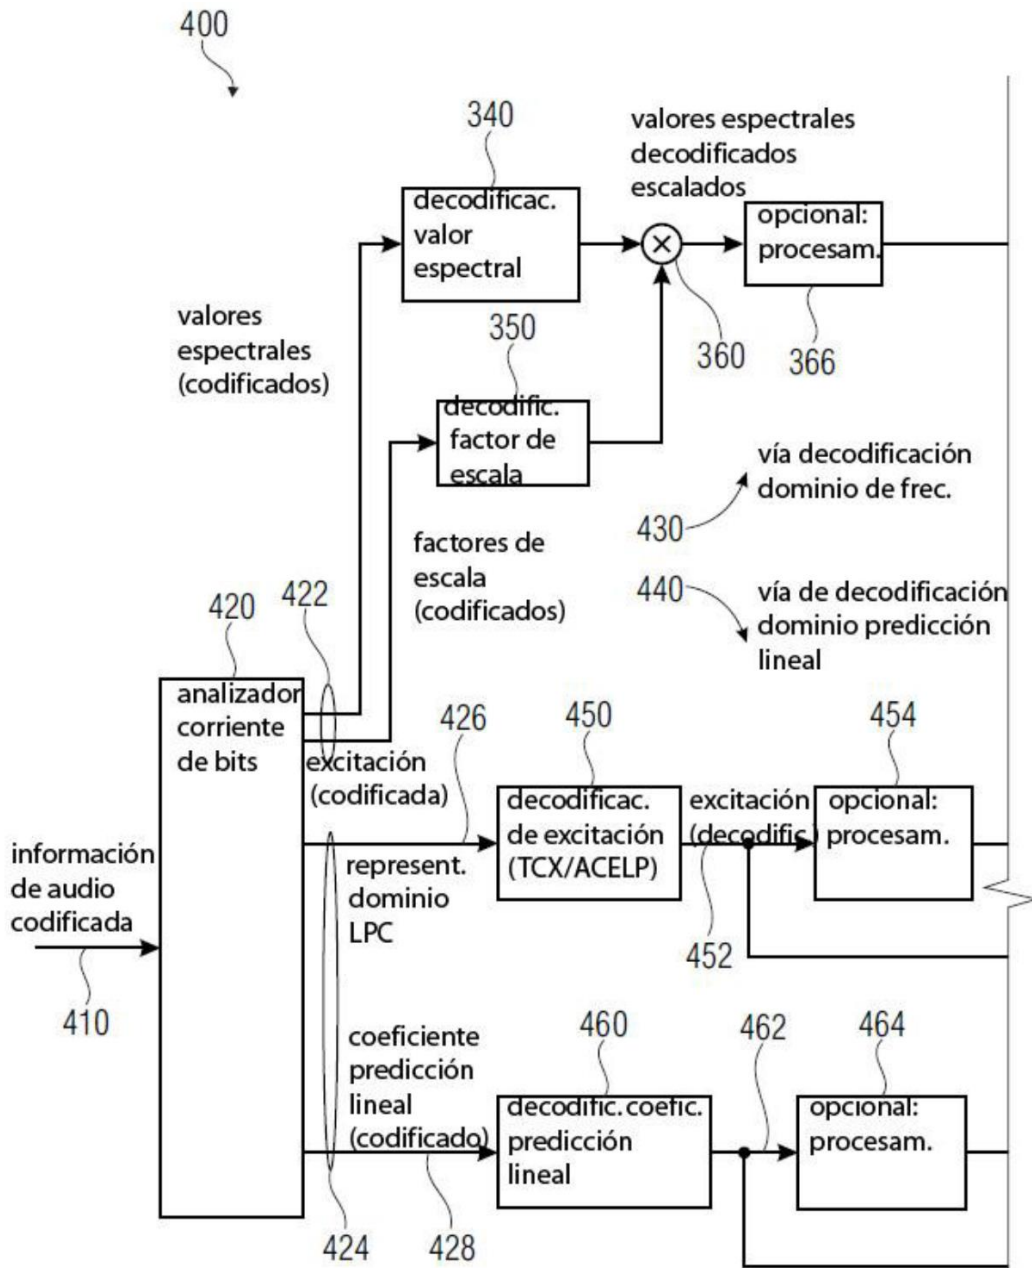 400
340
decodificac.
valor
espectral
valores espectrales
decodificados
escalados
opcional:
procesam.
360
366
valores
espectrales
(codificados)
350
decodific.
factor de
escala
vía decodificación
dominio de frec.
430
factores de
escala
(codificados)
440
vía de decodificación
dominio predicción
lineal
420
422
analizador
corriente
de bits
excitación
(codificada)
426
450
decodificac.
de excitación
(TCX/ACELP)
excitación
(decodific.)
452
454
opcional:
procesam.
represent.
dominio
LPC
información
de audio
codificada
410
coeficiente
predicción
lineal
(codificado)
460
decodific.coefic.
predicción
lineal
462
464
opcional:
procesam.
424
428